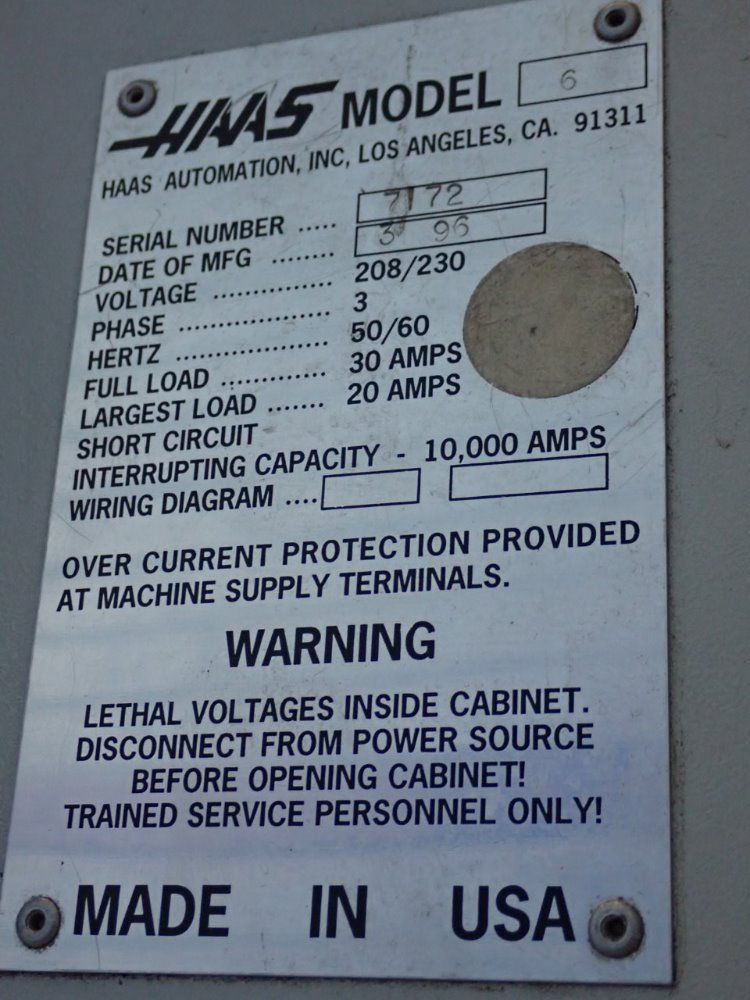 HAAS MODEL 6
HAAS AUTOMATION, INC, LOS ANGELES, CA. 91311
SERIAL NUMBER ..... 7172
DATE OF MFG ........ 3 96
VOLTAGE ............... 208/230
PHASE ................... 3
HERTZ ................... 50/60
FULL LOAD ............. 30 AMPS
LARGEST LOAD ....... 20 AMPS
SHORT CIRCUIT
INTERRUPTING CAPACITY - 10,000 AMPS
WIRING DIAGRAM ....
OVER CURRENT PROTECTION PROVIDED
AT MACHINE SUPPLY TERMINALS.
WARNING
LETHAL VOLTAGES INSIDE CABINET.
DISCONNECT FROM POWER SOURCE
BEFORE OPENING CABINET!
TRAINED SERVICE PERSONNEL ONLY!
MADE IN USA